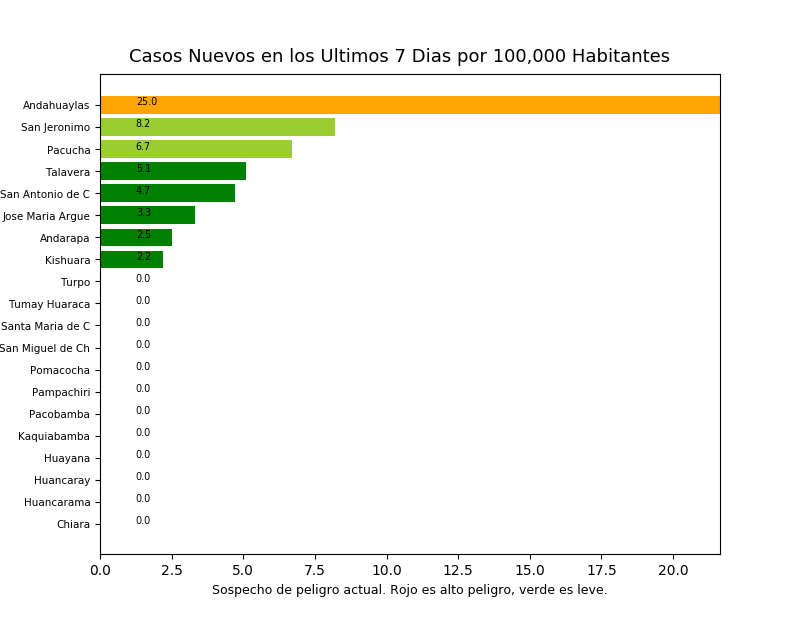 Casos Nuevos en los Ultimos 7 Dias por 100,000 Habitantes
Andahuaylas 25.0
San Jeronimo 8.2
Pacucha 6.7
Talavera 5.1
San Antonio de C 4.7
Jose Maria Argue 3.3
Andarapa 2.5
Kishuara 2.2
Turpo 0.0
Tumay Huaraca 0.0
Santa Maria de C 0.0
San Miguel de Ch 0.0
Pomacocha 0.0
Pampachiri 0.0
Pacobamba 0.0
Kaquiabamba 0.0
Huayana 0.0
Huancaray 0.0
Huancarama 0.0
Chiara 0.0
0.0 2.5 5.0 7.5 10.0 12.5 15.0 17.5 20.0
Sospecho de peligro actual. Rojo es alto peligro, verde es leve.